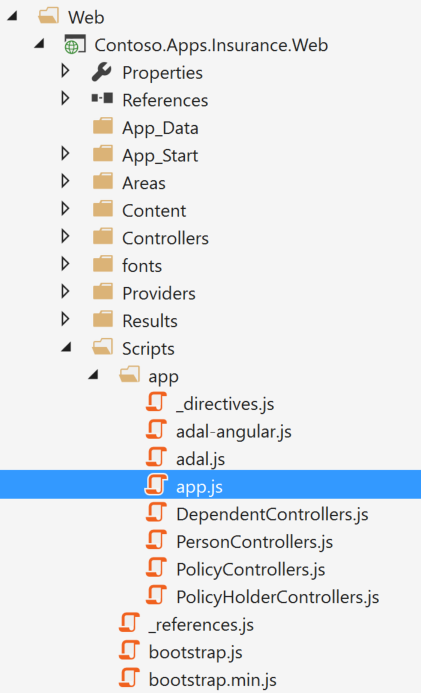 Web
Contoso.Apps.Insurance.Web
Properties
References
App_Data
App_Start
Areas
Content
Controllers
fonts
Providers
Results
Scripts
app
_directives.js
adal-angular.js
adal.js
app.js
DependentControllers.js
PersonControllers.js
PolicyControllers.js
PolicyHolderControllers.js
_references.js
bootstrap.js
bootstrap.min.js